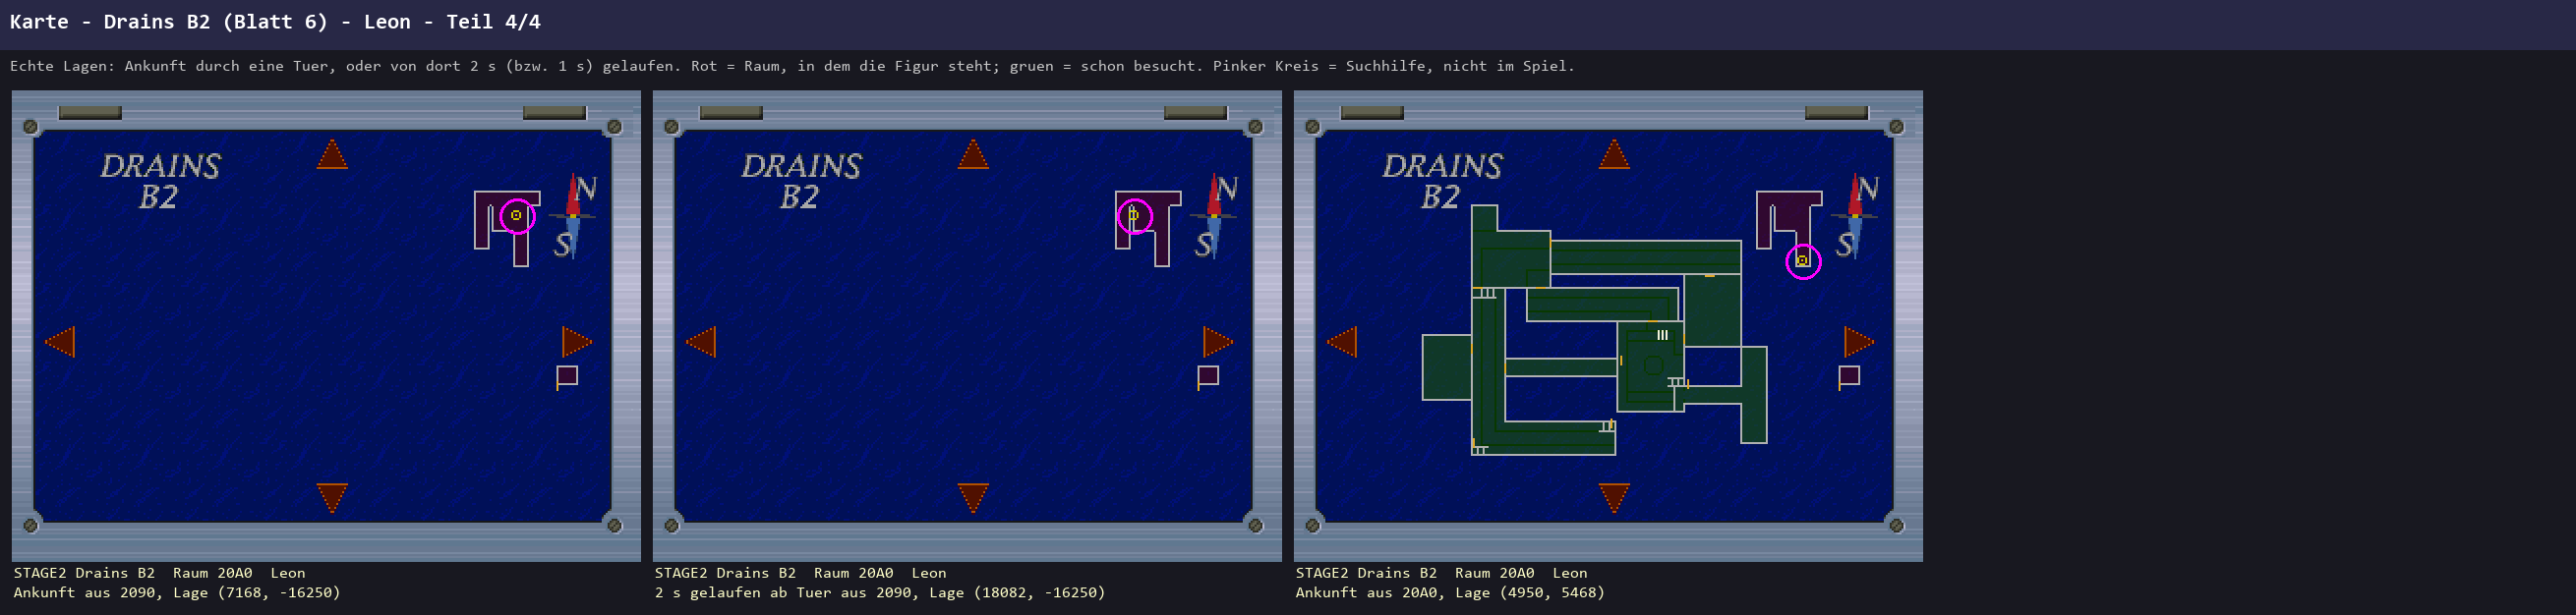 Karte - Drains B2 (Blatt 6) - Leon - Teil 4/4
Echte Lagen: Ankunft durch eine Tuer, oder von dort 2 s (bzw. 1 s) gelaufen. Rot = Raum, in dem die Figur steht; gruen = schon besucht. Pinker Kreis = Suchhilfe, nicht im Spiel.
DRAINS
B2
N
S
STAGE2 Drains B2  Raum 20A0  Leon
Ankunft aus 2090, Lage (7168, -16250)
DRAINS
B2
N
S
STAGE2 Drains B2  Raum 20A0  Leon
2 s gelaufen ab Tuer aus 2090, Lage (18082, -16250)
DRAINS
B2
N
S
STAGE2 Drains B2  Raum 20A0  Leon
Ankunft aus 20A0, Lage (4950, 5468)